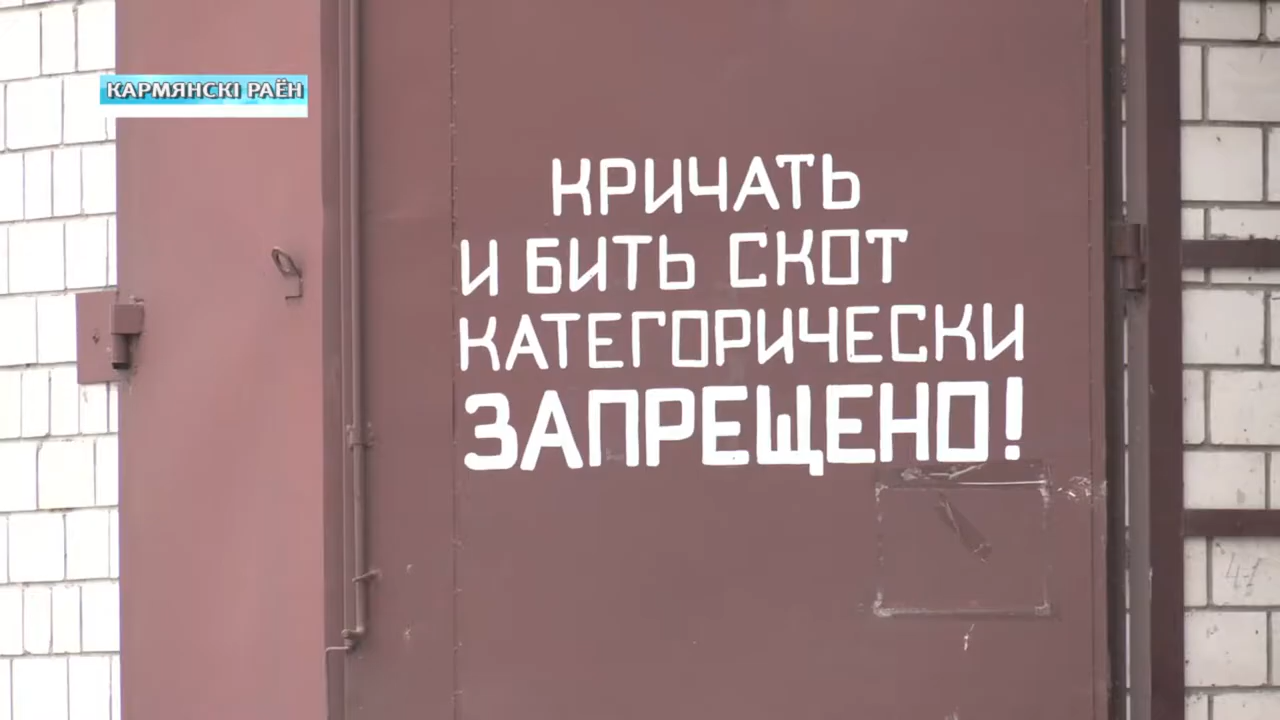 КАРМЯНСКІ РАЁН
КРИЧАТЬ
И БИТЬ СКОТ
КАТЕГОРИЧЕСКИ
ЗАПРЕЩЕНО!